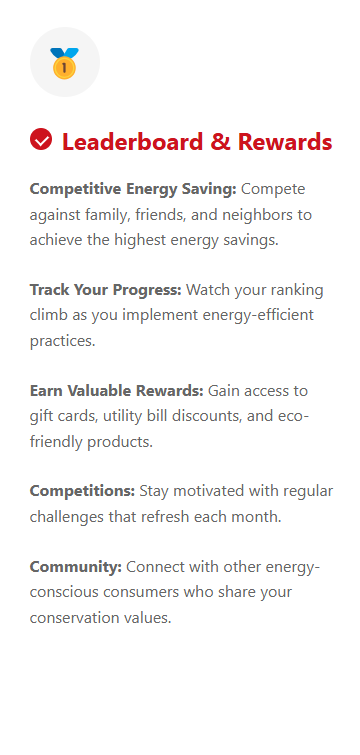 1
Leaderboard & Rewards
Competitive Energy Saving: Compete
against family, friends, and neighbors to
achieve the highest energy savings.
Track Your Progress: Watch your ranking
climb as you implement energy-efficient
practices.
Earn Valuable Rewards: Gain access to
gift cards, utility bill discounts, and eco-
friendly products.
Competitions: Stay motivated with regular
challenges that refresh each month.
Community: Connect with other energy-
conscious consumers who share your
conservation values.